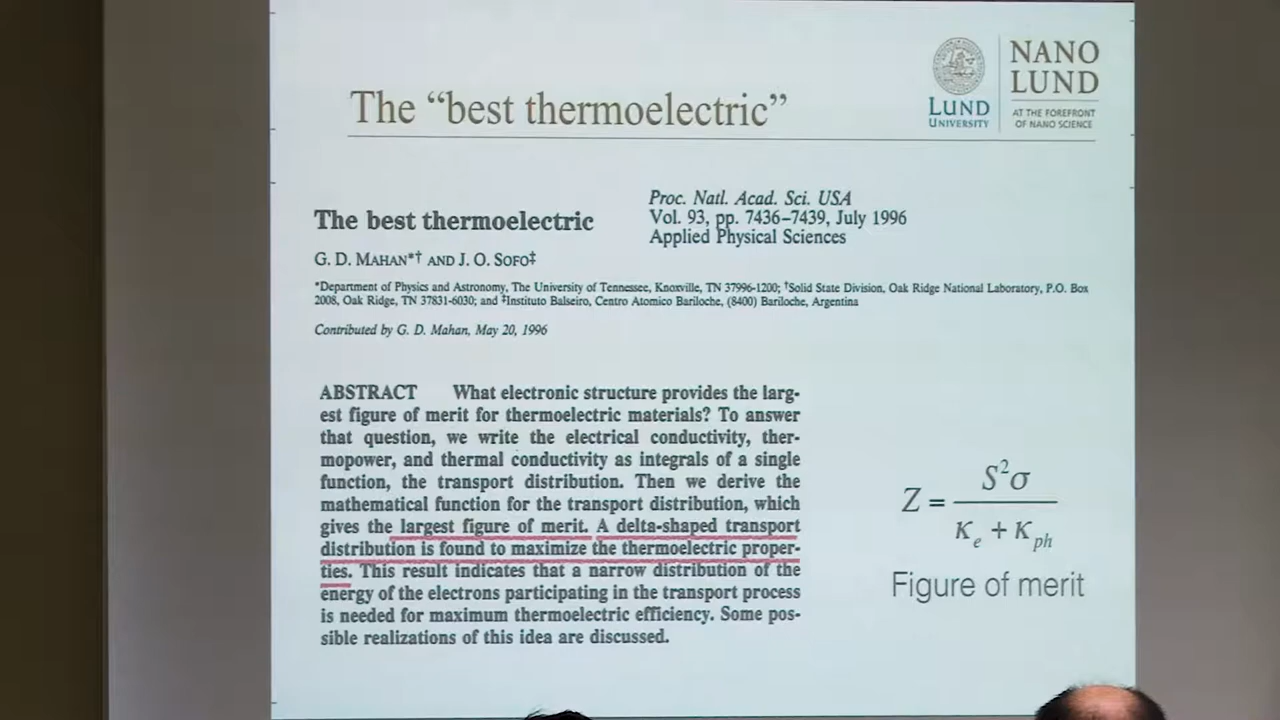 The “best thermoelectric”
LUND
UNIVERSITY
NANO
LUND
AT THE FOREFRONT
OF NANO SCIENCE
The best thermoelectric
G. D. MAHAN*† AND J. O. SOFO‡
Proc. Natl. Acad. Sci. USA
Vol. 93, pp. 7436–7439, July 1996
Applied Physical Sciences
*Department of Physics and Astronomy, The University of Tennessee, Knoxville, TN 37996-1200; †Solid State Division, Oak Ridge National Laboratory, P.O. Box
2008, Oak Ridge, TN 37831-6030; and ‡Instituto Balseiro, Centro Atomico Bariloche, (8400) Bariloche, Argentina
Contributed by G. D. Mahan, May 20, 1996
ABSTRACT What electronic structure provides the larg-
est figure of merit for thermoelectric materials? To answer
that question, we write the electrical conductivity, ther-
mopower, and thermal conductivity as integrals of a single
function, the transport distribution. Then we derive the
mathematical function for the transport distribution, which
gives the largest figure of merit. A delta-shaped transport
distribution is found to maximize the thermoelectric proper-
ties. This result indicates that a narrow distribution of the
energy of the electrons participating in the transport process
is needed for maximum thermoelectric efficiency. Some pos-
sible realizations of this idea are discussed.
Z = S²σ / (κe + κph)
Figure of merit